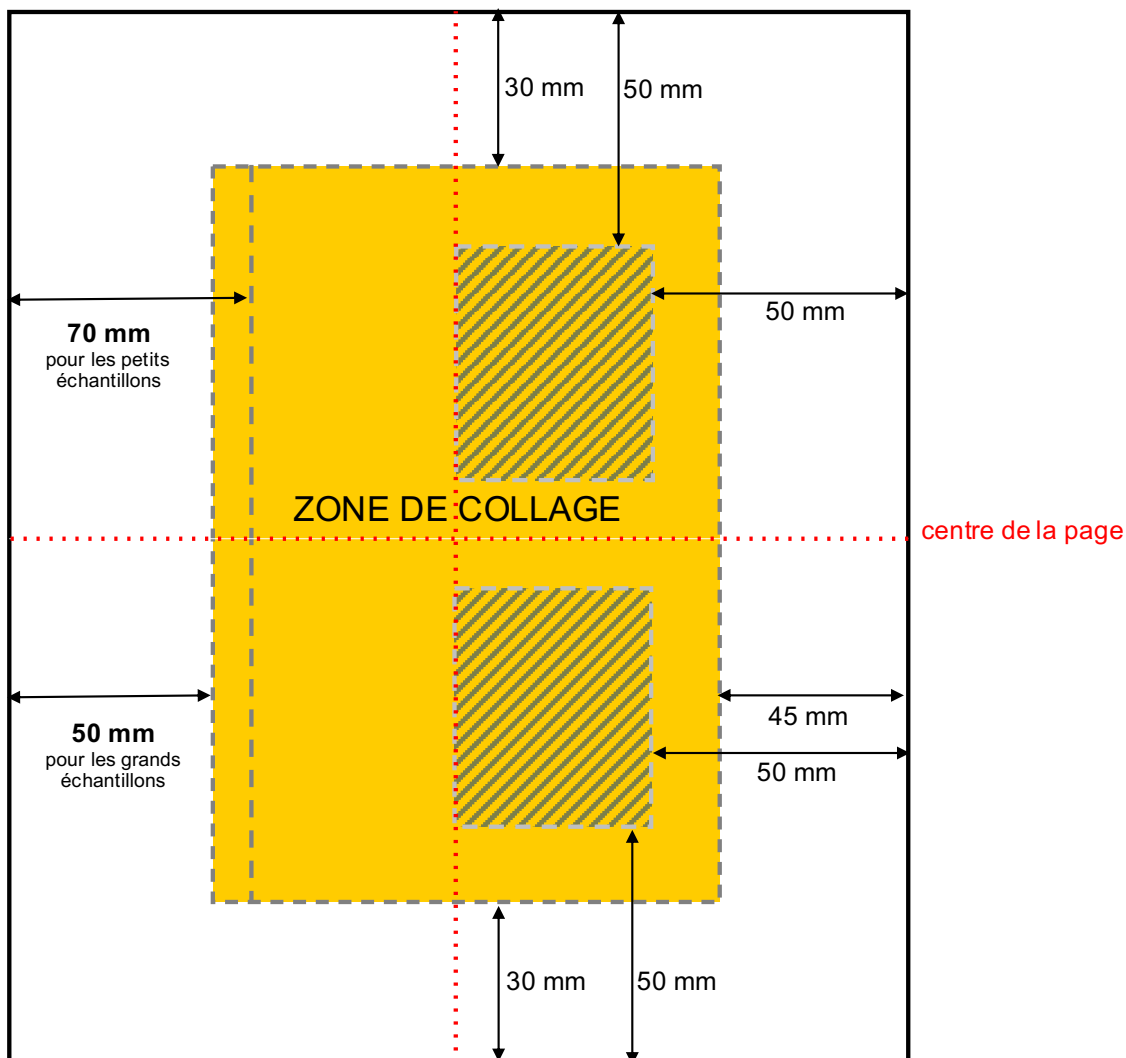 30 mm
50 mm
50 mm
70 mm
pour les petits
échantillons
ZONE DE COLLAGE
centre de la page
50 mm
pour les grands
échantillons
45 mm
50 mm
30 mm
50 mm